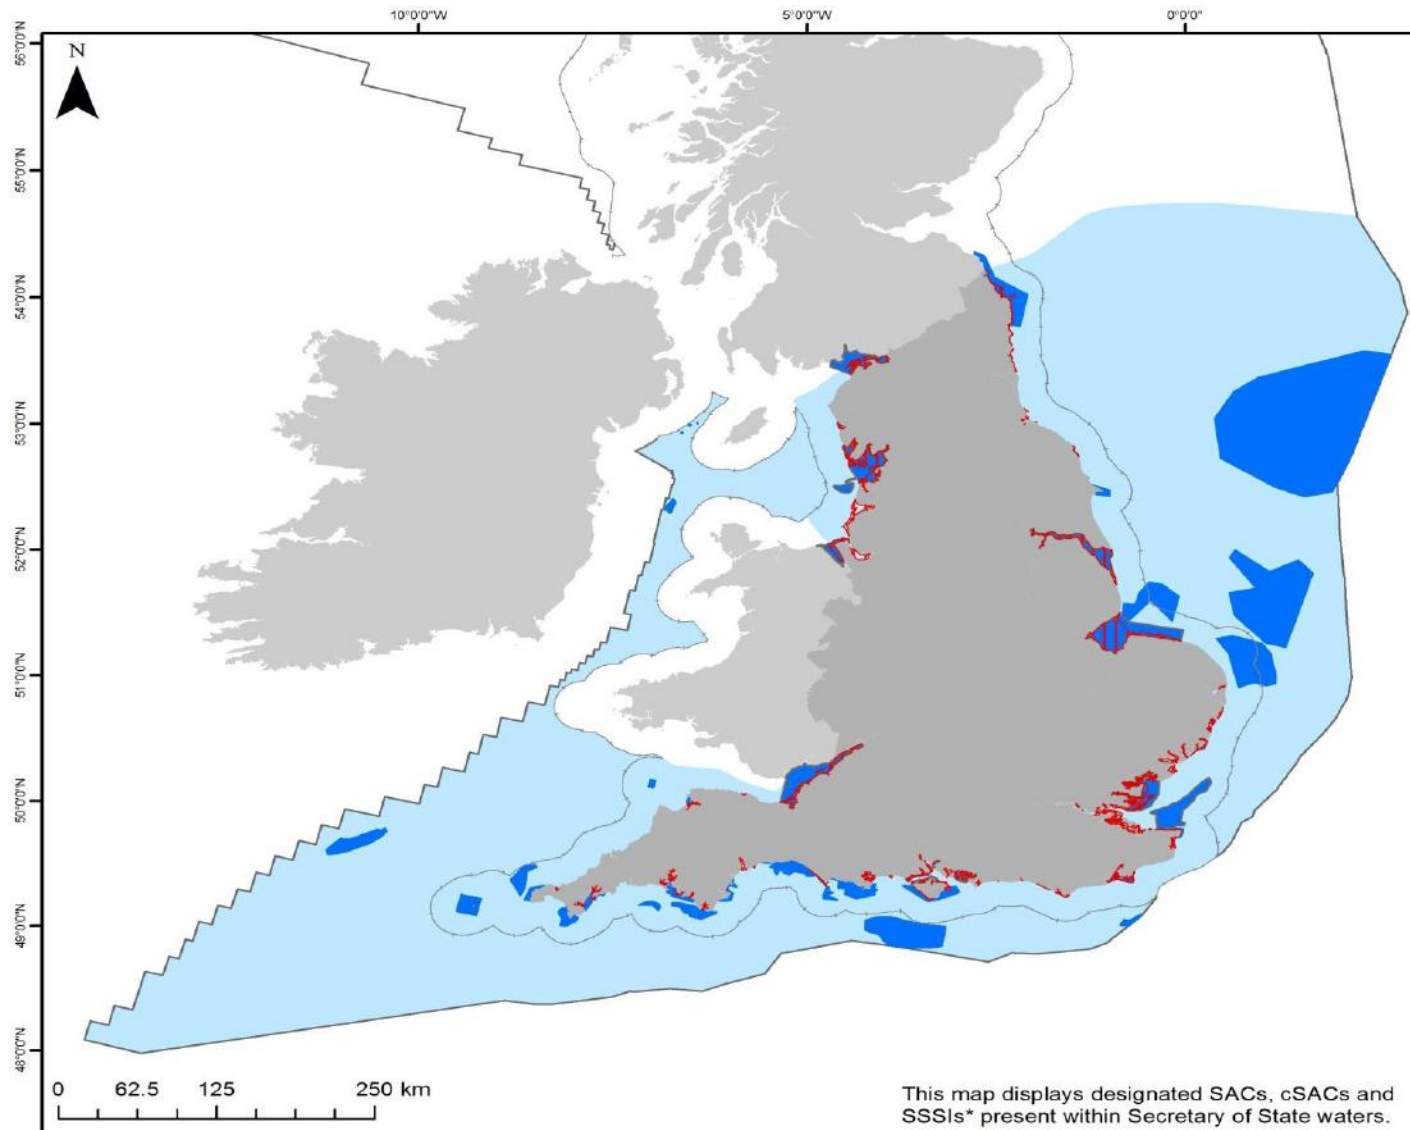 10°0'0"W
5°0'0"W
0°0'0"
N
56°0'0"N
55°0'0"N
54°0'0"N
53°0'0"N
52°0'0"N
51°0'0"N
50°0'0"N
49°0'0"N
48°0'0"N
0 62.5 125 250 km
This map displays designated SACs, cSACs and
SSSIs* present within Secretary of State waters.